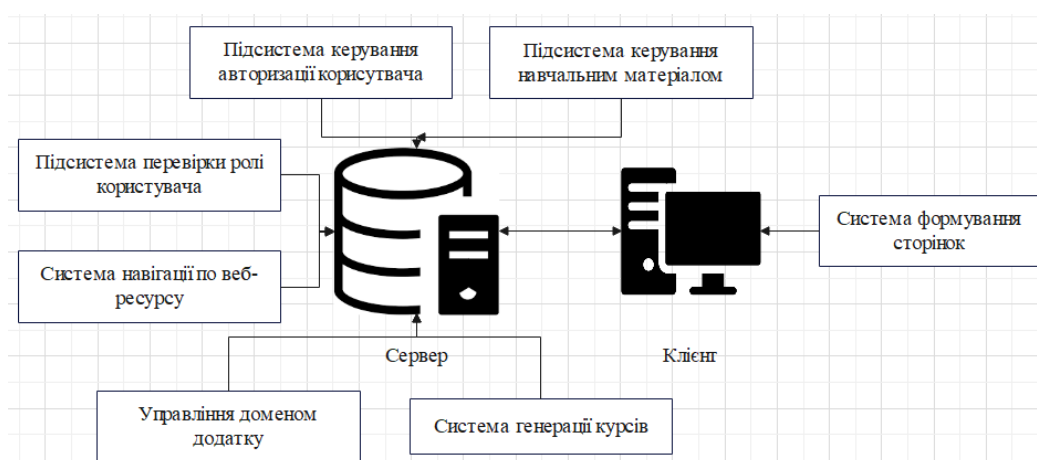 Підсистема керування
авторизації корисутвача
Підсистема керування
навчальним матеріалом
Підсистема перевірки ролі
користувача
Система формування
сторінок
Система навігації по веб-
ресурсу
Сервер
Клієнт
Управління доменом
додатку
Система генерації курсів